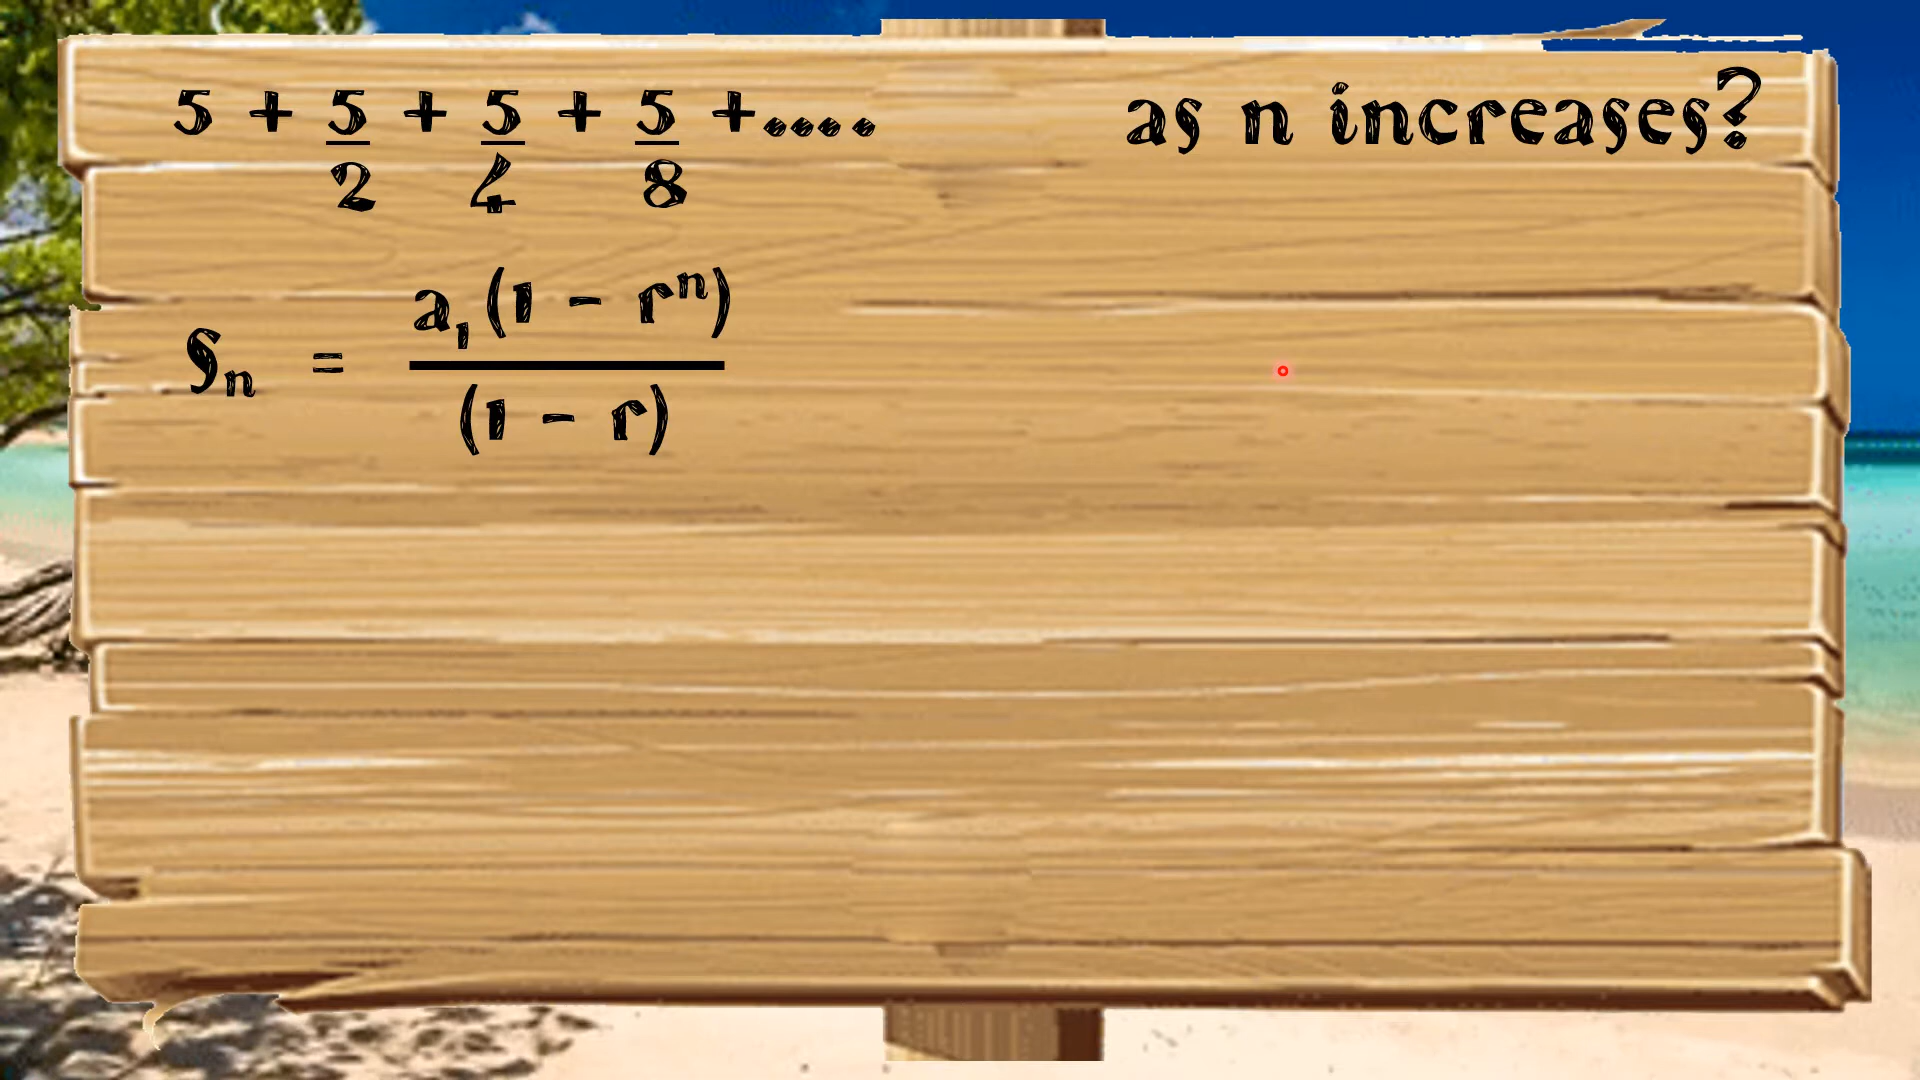 5 + 5/2 + 5/4 + 5/8 +.... as n increases?
Sn = a1 (1 - r^n) / (1 - r)